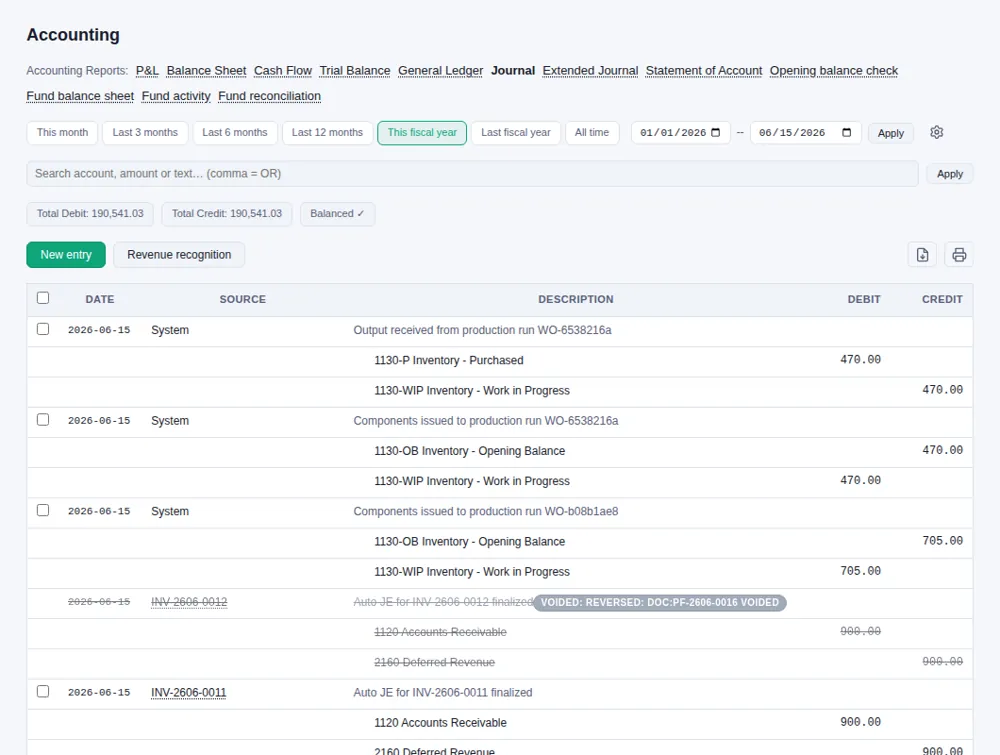 Accounting
Accounting Reports: P&L Balance Sheet Cash Flow Trial Balance General Ledger Journal Extended Journal Statement of Account Opening balance check
Fund balance sheet Fund activity Fund reconciliation
This month Last 3 months Last 6 months Last 12 months This fiscal year Last fiscal year All time 01/01/2026 -- 06/15/2026 Apply
Search account, amount or text… (comma = OR) Apply
Total Debit: 190,541.03 Total Credit: 190,541.03 Balanced ✓
New entry Revenue recognition
DATE SOURCE DESCRIPTION DEBIT CREDIT
2026-06-15 System Output received from production run WO-6538216a
1130-P Inventory - Purchased 470.00
1130-WIP Inventory - Work in Progress 470.00
2026-06-15 System Components issued to production run WO-6538216a
1130-OB Inventory - Opening Balance 470.00
1130-WIP Inventory - Work in Progress 470.00
2026-06-15 System Components issued to production run WO-b08b1ae8
1130-OB Inventory - Opening Balance 705.00
1130-WIP Inventory - Work in Progress 705.00
2026-06-15 INV-2606-0012 Auto JE for INV-2606-0012 finalized VOIDED: REVERSED: DOC:PF-2606-0016 VOIDED
1120 Accounts Receivable 900.00
2160 Deferred Revenue 900.00
2026-06-15 INV-2606-0011 Auto JE for INV-2606-0011 finalized
1120 Accounts Receivable 900.00
2160 Deferred Revenue 900.00